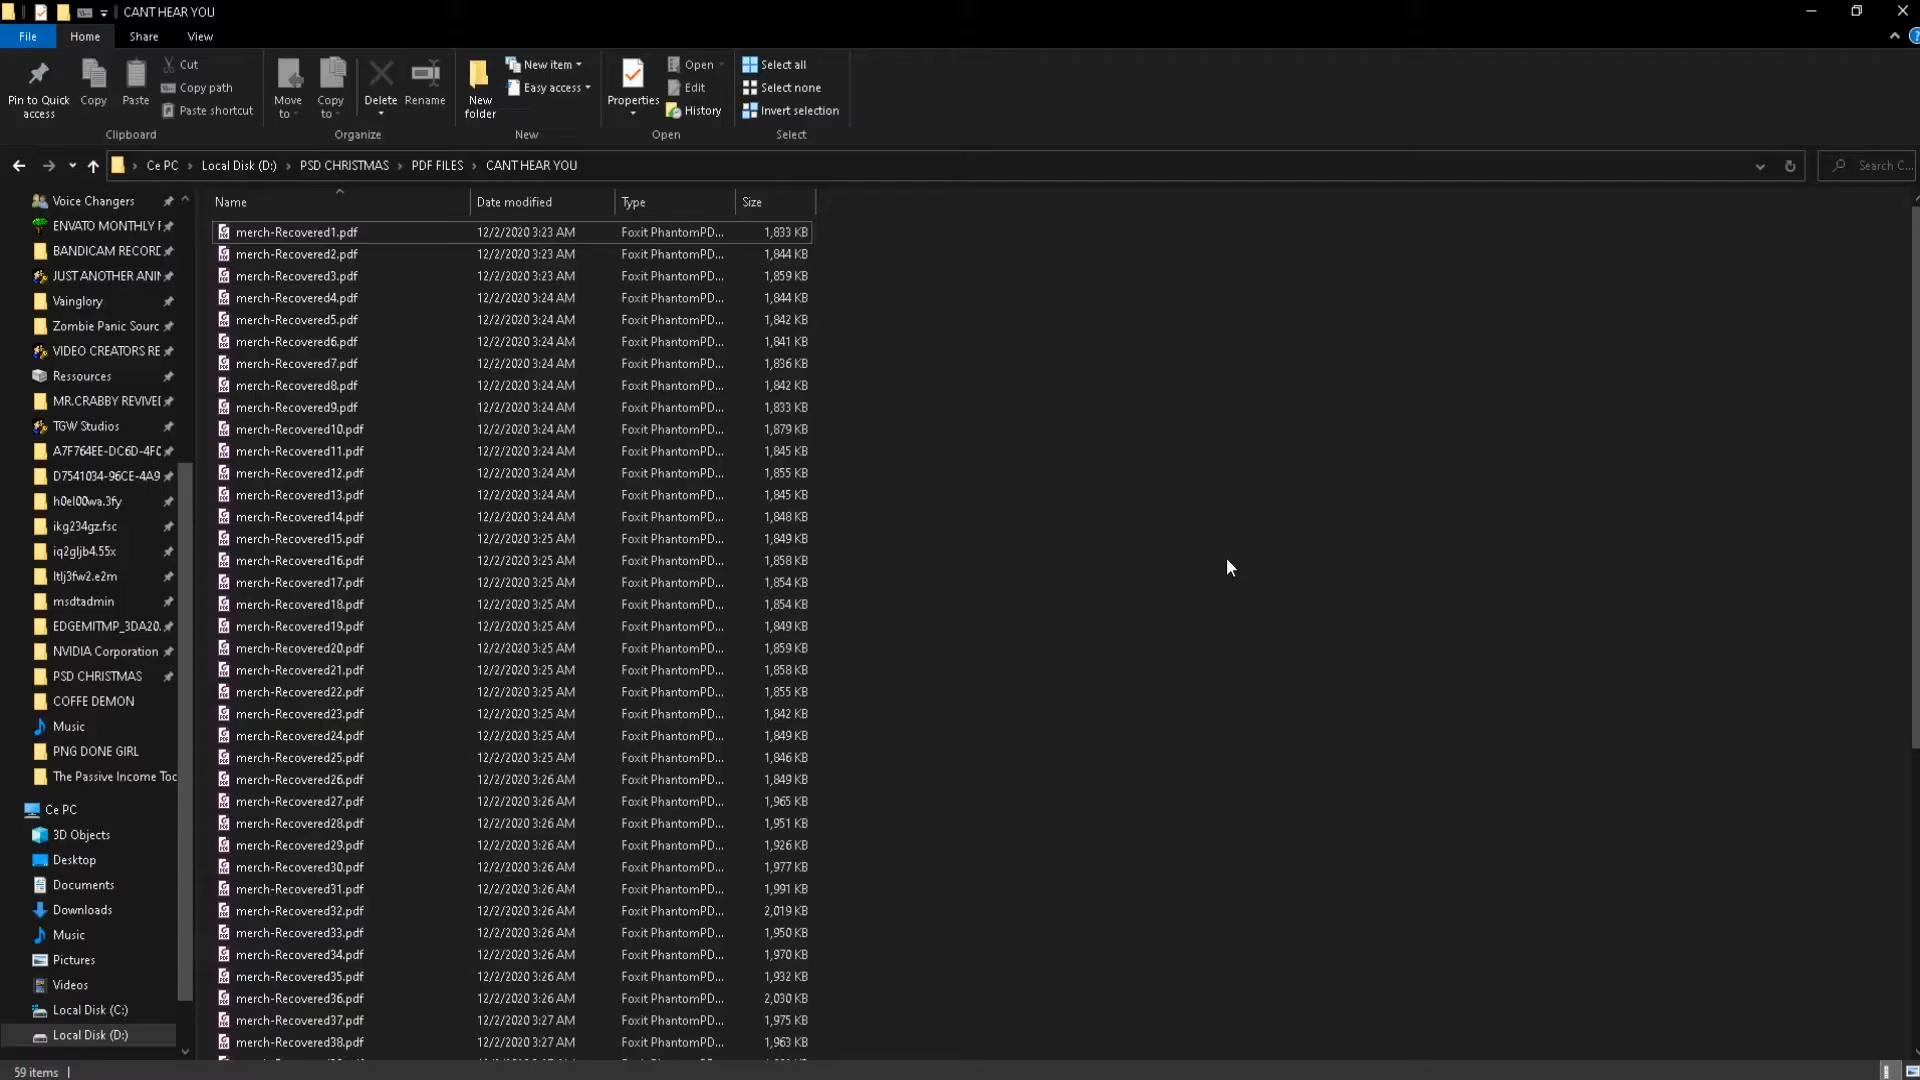 CANT HEAR YOU
File Home Share View
Pin to Quick access
Copy
Paste
Cut
Copy path
Paste shortcut
Clipboard
Move to
Copy to
Delete
Rename
Organize
New folder
New item
Easy access
New
Properties
Open
Edit
History
Open
Select all
Select none
Invert selection
Select
Ce PC › Local Disk (D:) › PSD CHRISTMAS › PDF FILES › CANT HEAR YOU
Search C...
Voice Changers
ENVATO MONTHLY F
BANDICAM RECORD
JUST ANOTHER ANI
Vainglory
Zombie Panic Sourc
VIDEO CREATORS RE
Ressources
MR.CRABBY REVIVED
TGW Studios
A7F764EE-DC6D-4FC
D7541034-96CE-4A9
h0el00wa.3fy
ikg234gz.fsc
iq2gljb4.55x
ltlj3fw2.e2m
msdtadmin
EDGEMITMP_3DA20.
NVIDIA Corporation
PSD CHRISTMAS
COFFE DEMON
Music
PNG DONE GIRL
The Passive Income Toc
Ce PC
3D Objects
Desktop
Documents
Downloads
Music
Pictures
Videos
Local Disk (C:)
Local Disk (D:)
Name Date modified Type Size
merch-Recovered1.pdf 12/2/2020 3:23 AM Foxit PhantomPD... 1,833 KB
merch-Recovered2.pdf 12/2/2020 3:23 AM Foxit PhantomPD... 1,844 KB
merch-Recovered3.pdf 12/2/2020 3:23 AM Foxit PhantomPD... 1,859 KB
merch-Recovered4.pdf 12/2/2020 3:24 AM Foxit PhantomPD... 1,844 KB
merch-Recovered5.pdf 12/2/2020 3:24 AM Foxit PhantomPD... 1,842 KB
merch-Recovered6.pdf 12/2/2020 3:24 AM Foxit PhantomPD... 1,841 KB
merch-Recovered7.pdf 12/2/2020 3:24 AM Foxit PhantomPD... 1,836 KB
merch-Recovered8.pdf 12/2/2020 3:24 AM Foxit PhantomPD... 1,842 KB
merch-Recovered9.pdf 12/2/2020 3:24 AM Foxit PhantomPD... 1,833 KB
merch-Recovered10.pdf 12/2/2020 3:24 AM Foxit PhantomPD... 1,879 KB
merch-Recovered11.pdf 12/2/2020 3:24 AM Foxit PhantomPD... 1,845 KB
merch-Recovered12.pdf 12/2/2020 3:24 AM Foxit PhantomPD... 1,855 KB
merch-Recovered13.pdf 12/2/2020 3:24 AM Foxit PhantomPD... 1,845 KB
merch-Recovered14.pdf 12/2/2020 3:24 AM Foxit PhantomPD... 1,848 KB
merch-Recovered15.pdf 12/2/2020 3:25 AM Foxit PhantomPD... 1,849 KB
merch-Recovered16.pdf 12/2/2020 3:25 AM Foxit PhantomPD... 1,858 KB
merch-Recovered17.pdf 12/2/2020 3:25 AM Foxit PhantomPD... 1,854 KB
merch-Recovered18.pdf 12/2/2020 3:25 AM Foxit PhantomPD... 1,854 KB
merch-Recovered19.pdf 12/2/2020 3:25 AM Foxit PhantomPD... 1,849 KB
merch-Recovered20.pdf 12/2/2020 3:25 AM Foxit PhantomPD... 1,859 KB
merch-Recovered21.pdf 12/2/2020 3:25 AM Foxit PhantomPD... 1,858 KB
merch-Recovered22.pdf 12/2/2020 3:25 AM Foxit PhantomPD... 1,855 KB
merch-Recovered23.pdf 12/2/2020 3:25 AM Foxit PhantomPD... 1,842 KB
merch-Recovered24.pdf 12/2/2020 3:25 AM Foxit PhantomPD... 1,849 KB
merch-Recovered25.pdf 12/2/2020 3:25 AM Foxit PhantomPD... 1,846 KB
merch-Recovered26.pdf 12/2/2020 3:26 AM Foxit PhantomPD... 1,849 KB
merch-Recovered27.pdf 12/2/2020 3:26 AM Foxit PhantomPD... 1,965 KB
merch-Recovered28.pdf 12/2/2020 3:26 AM Foxit PhantomPD... 1,951 KB
merch-Recovered29.pdf 12/2/2020 3:26 AM Foxit PhantomPD... 1,926 KB
merch-Recovered30.pdf 12/2/2020 3:26 AM Foxit PhantomPD... 1,977 KB
merch-Recovered31.pdf 12/2/2020 3:26 AM Foxit PhantomPD... 1,991 KB
merch-Recovered32.pdf 12/2/2020 3:26 AM Foxit PhantomPD... 2,019 KB
merch-Recovered33.pdf 12/2/2020 3:26 AM Foxit PhantomPD... 1,950 KB
merch-Recovered34.pdf 12/2/2020 3:26 AM Foxit PhantomPD... 1,970 KB
merch-Recovered35.pdf 12/2/2020 3:26 AM Foxit PhantomPD... 1,932 KB
merch-Recovered36.pdf 12/2/2020 3:26 AM Foxit PhantomPD... 2,030 KB
merch-Recovered37.pdf 12/2/2020 3:27 AM Foxit PhantomPD... 1,975 KB
merch-Recovered38.pdf 12/2/2020 3:27 AM Foxit PhantomPD... 1,963 KB
59 items